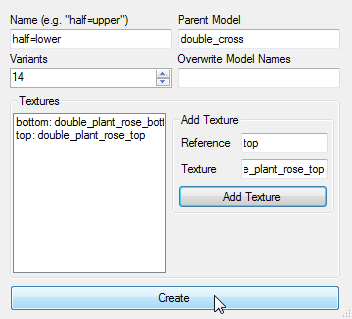 Name (e.g. "half=upper")
Parent Model
half=lower
double_cross
Variants
Overwrite Model Names
14
Textures
bottom: double_plant_rose_bott
top: double_plant_rose_top
Add Texture
Reference
top
Texture
e_plant_rose_top
Add Texture
Create